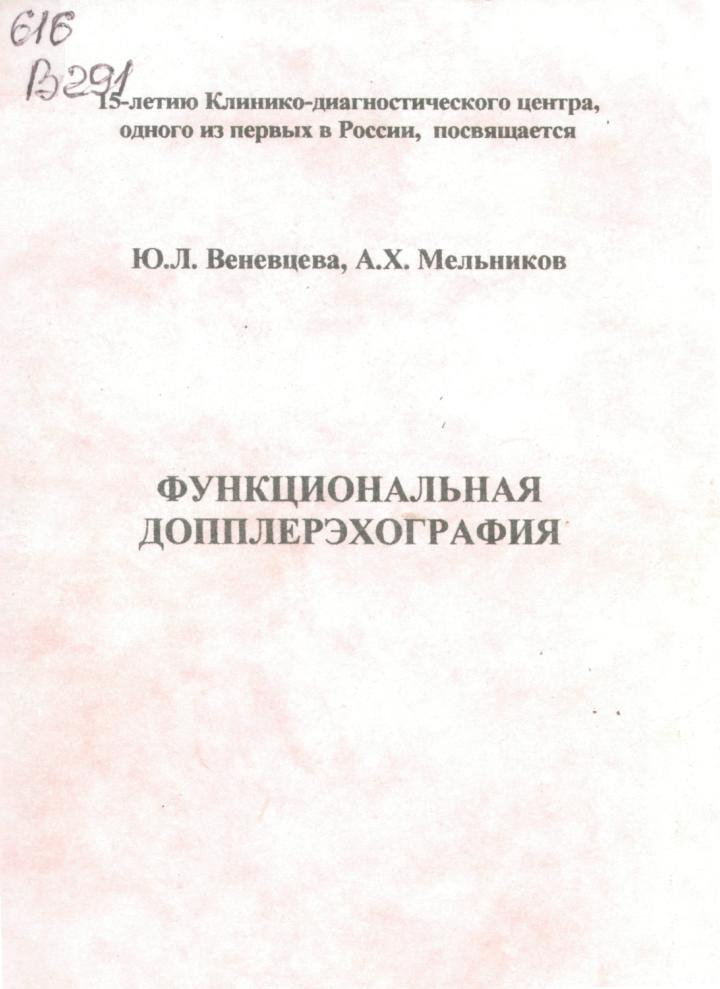 616
В291
15-летию Клинико-диагностического центра,
одного из первых в России, посвящается
Ю.Л. Веневцева, А.Х. Мельников
ФУНКЦИОНАЛЬНАЯ
ДОППЛЕРЭХОГРАФИЯ